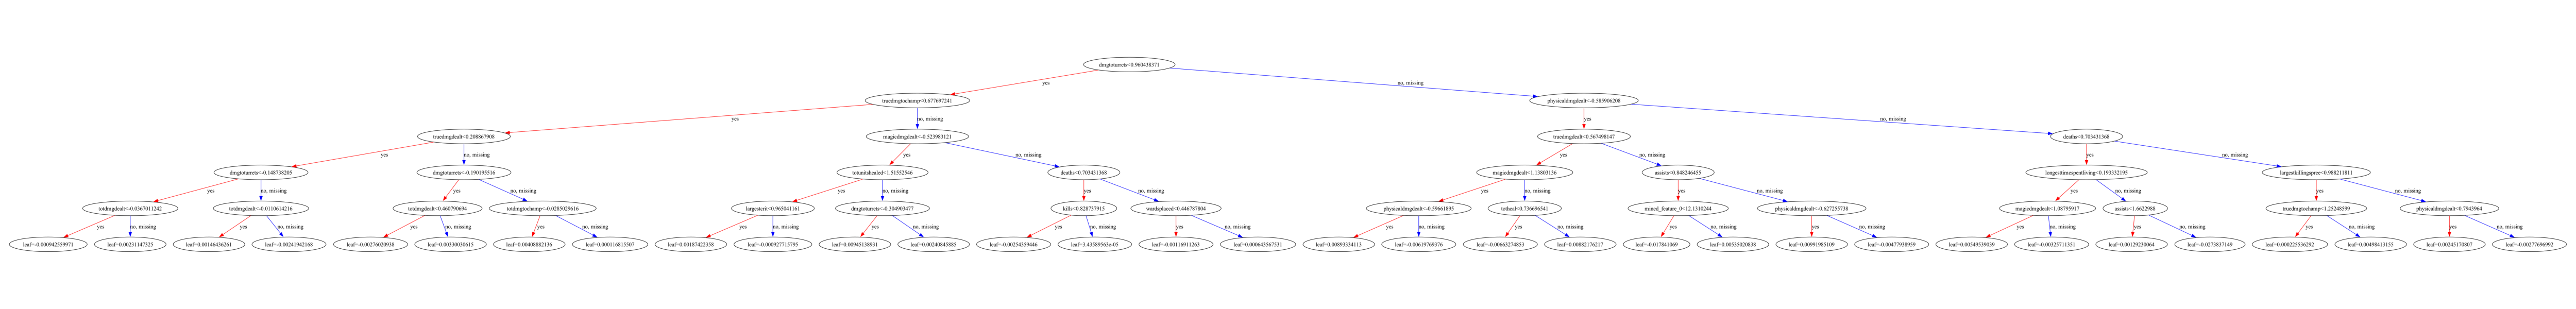 dmgtoturrets<0.960438371
yes
no, missing
truedmgtochamp<0.677697241
physicaldmgdealt<-0.585906208
yes
no, missing
yes
no, missing
truedmgdealt<0.208867908
magicdmgdealt<-0.523983121
truedmgdealt<0.567498147
deaths<0.703431368
yes
no, missing
yes
no, missing
yes
no, missing
yes
no, missing
dmgtoturrets<-0.148738205
dmgtoturrets<-0.190195516
totunitshealed<1.51552546
deaths<0.703431368
magicdmgdealt<1.13803136
assists<0.848246455
longesttimespentliving<0.193332195
largestkillingspree<0.988211811
yes
no, missing
yes
no, missing
yes
no, missing
yes
no, missing
yes
no, missing
yes
no, missing
yes
no, missing
yes
no, missing
totdmgdealt<-0.0367011242
totdmgdealt<-0.0110614216
totdmgdealt<0.460790694
totdmgtochamp<-0.0285029616
largestcrit<0.965041161
dmgtoturrets<-0.304903477
kills<0.828737915
wardsplaced<0.446787804
physicaldmgdealt<-0.59661895
totheal<0.736696541
mixed_feature_0<12.1310244
physicaldmgdealt<-0.627255738
magicdmgdealt<1.08795917
assists<1.6622988
truedmgtochamp<1.25248599
physicaldmgdealt<0.7943964
yes
no, missing
yes
no, missing
yes
no, missing
yes
no, missing
yes
no, missing
yes
no, missing
yes
no, missing
yes
no, missing
yes
no, missing
yes
no, missing
yes
no, missing
yes
no, missing
yes
no, missing
yes
no, missing
yes
no, missing
yes
no, missing
leaf=-0.000942559971
leaf=0.00231147325
leaf=0.00146436261
leaf=-0.00241942168
leaf=-0.00276020938
leaf=0.00330030615
leaf=0.00408882136
leaf=0.000116815507
leaf=0.00187422358
leaf=-0.000927715795
leaf=0.00945138931
leaf=0.00240845885
leaf=-0.00254359446
leaf=3.43589563e-05
leaf=-0.00116911263
leaf=0.000643567531
leaf=0.00893334113
leaf=-0.00619769376
leaf=-0.00663274853
leaf=0.00882176217
leaf=-0.017841069
leaf=0.00535020838
leaf=0.00991985109
leaf=-0.00477938959
leaf=0.00549539039
leaf=-0.00325711351
leaf=0.00129230064
leaf=-0.0273837149
leaf=0.000225536292
leaf=0.00498413155
leaf=0.00245170807
leaf=-0.00277696992